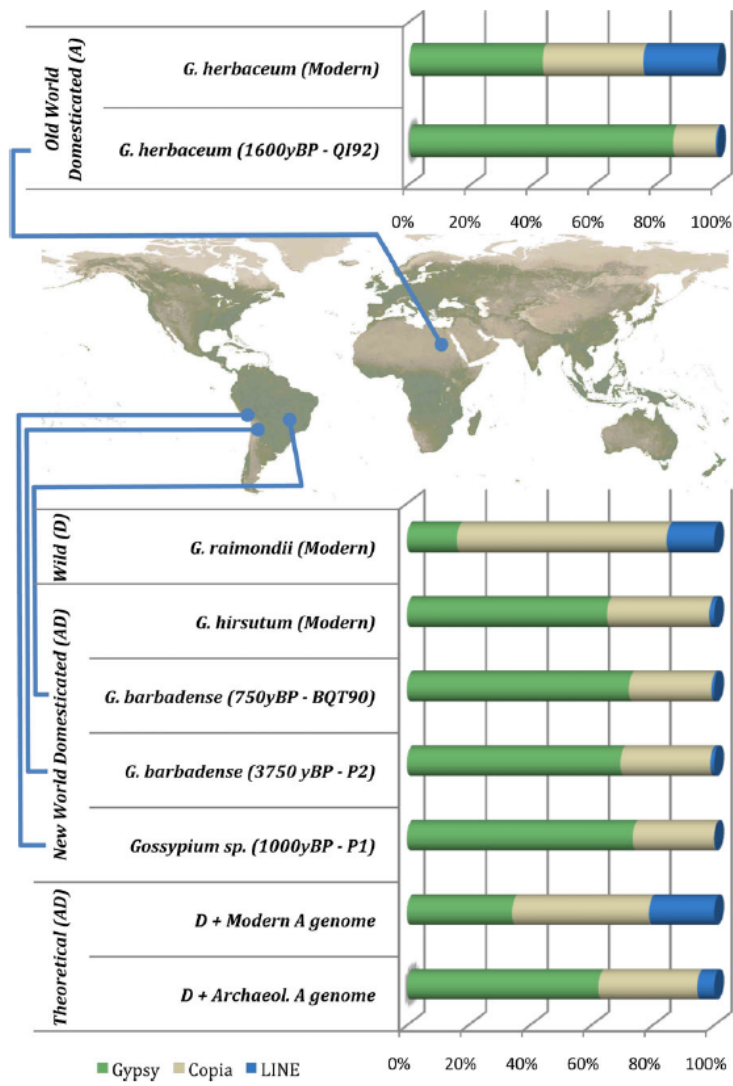 Old World
Domesticated (A)
G. herbaceum (Modern)
G. herbaceum (1600yBP - QI92)
0% 20% 40% 60% 80% 100%
Wild (D)
G. raimondii (Modern)
New World Domesticated (AD)
G. hirsutum (Modern)
G. barbadense (750yBP - BQT90)
G. barbadense (3750 yBP - P2)
Gossypium sp. (1000yBP - P1)
Theoretical (AD)
D + Modern A genome
D + Archaeol. A genome
0% 20% 40% 60% 80% 100%
Gypsy Copia LINE